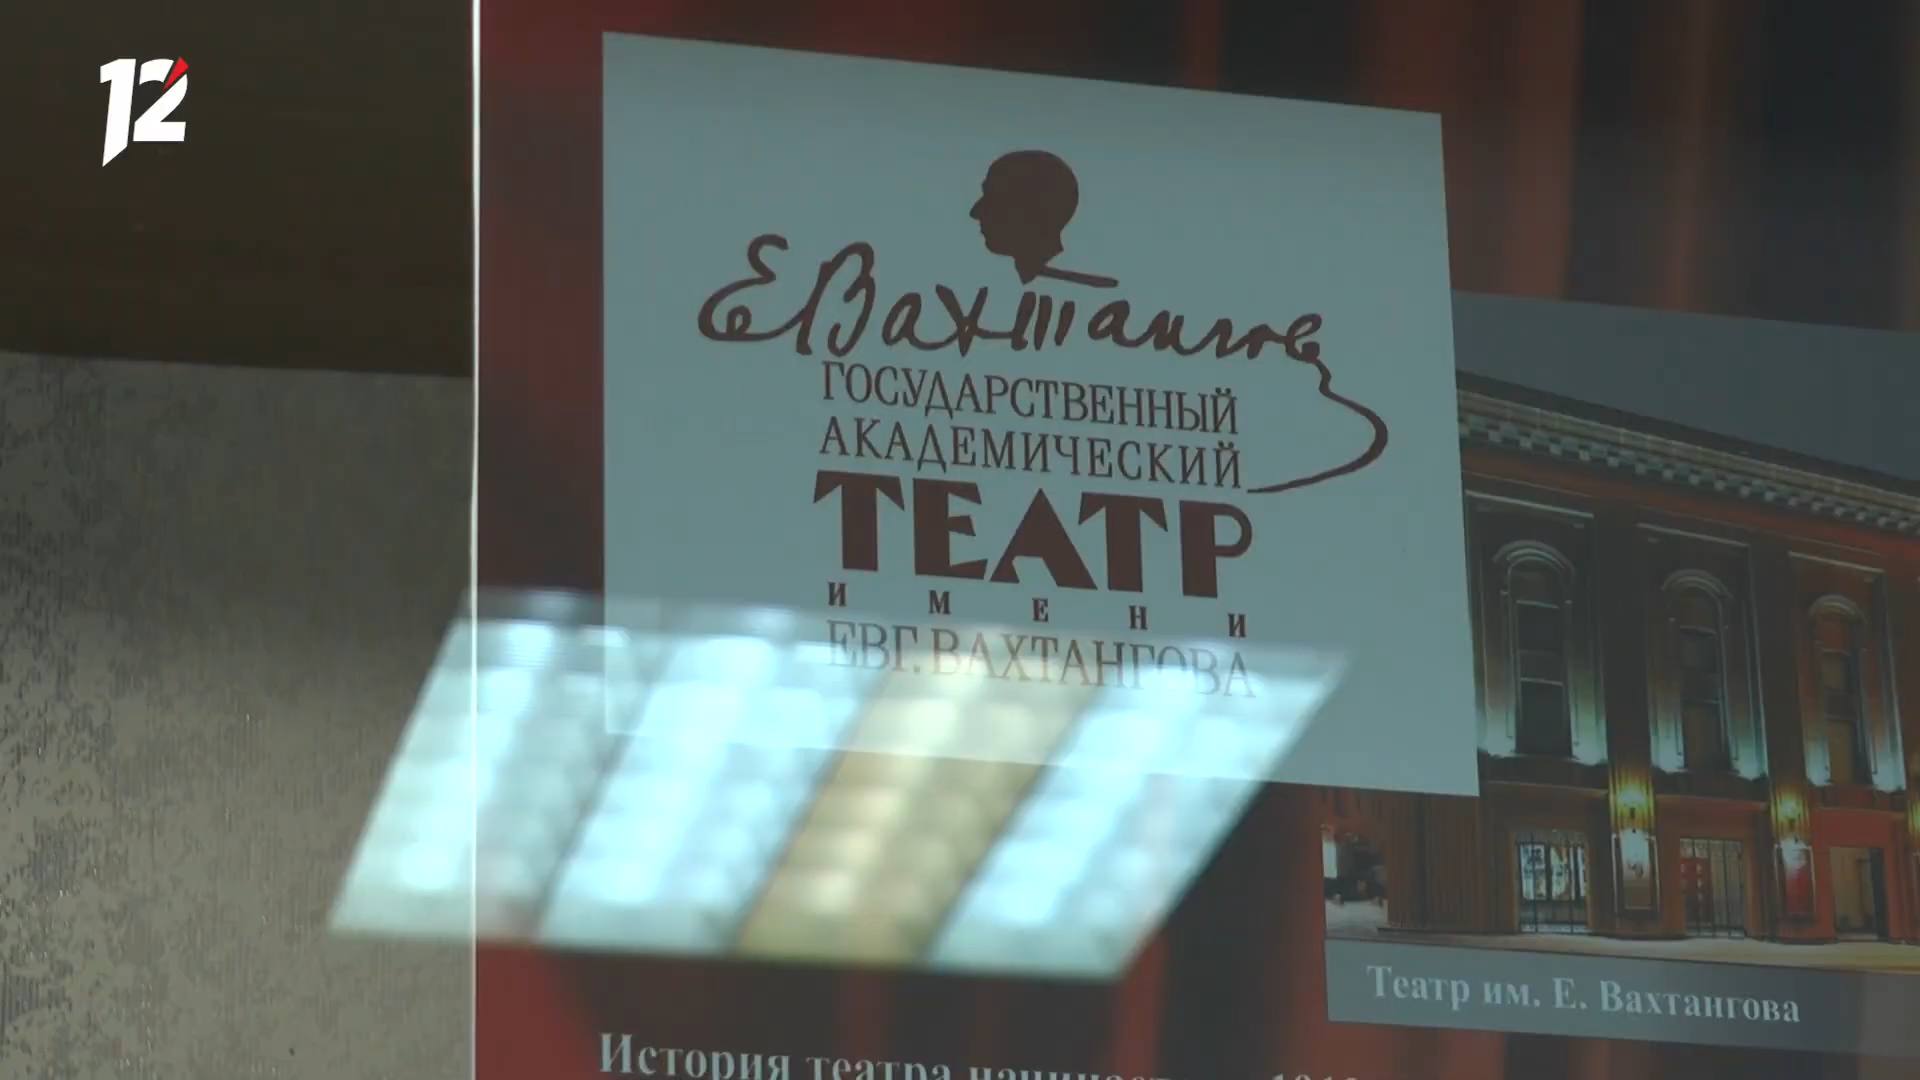 12
Е Вахтангов
ГОСУДАРСТВЕННЫЙ
АКАДЕМИЧЕСКИЙ
ТЕАТР
ИМЕНИ
ЕВГ. ВАХТАНГОВА
Театр им. Е. Вахтангова
История театра